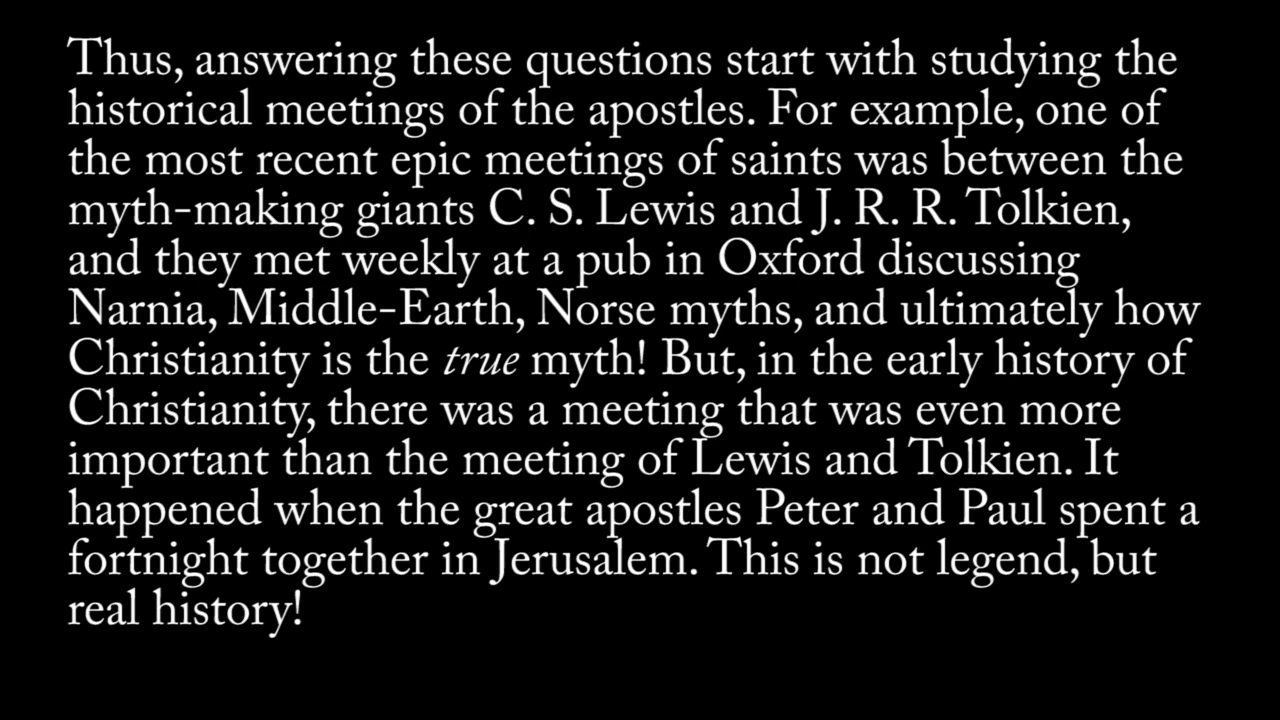 Thus, answering these questions start with studying the
historical meetings of the apostles. For example, one of
the most recent epic meetings of saints was between the
myth-making giants C. S. Lewis and J. R. R. Tolkien,
and they met weekly at a pub in Oxford discussing
Narnia, Middle-Earth, Norse myths, and ultimately how
Christianity is the true myth! But, in the early history of
Christianity, there was a meeting that was even more
important than the meeting of Lewis and Tolkien. It
happened when the great apostles Peter and Paul spent a
fortnight together in Jerusalem. This is not legend, but
real history!